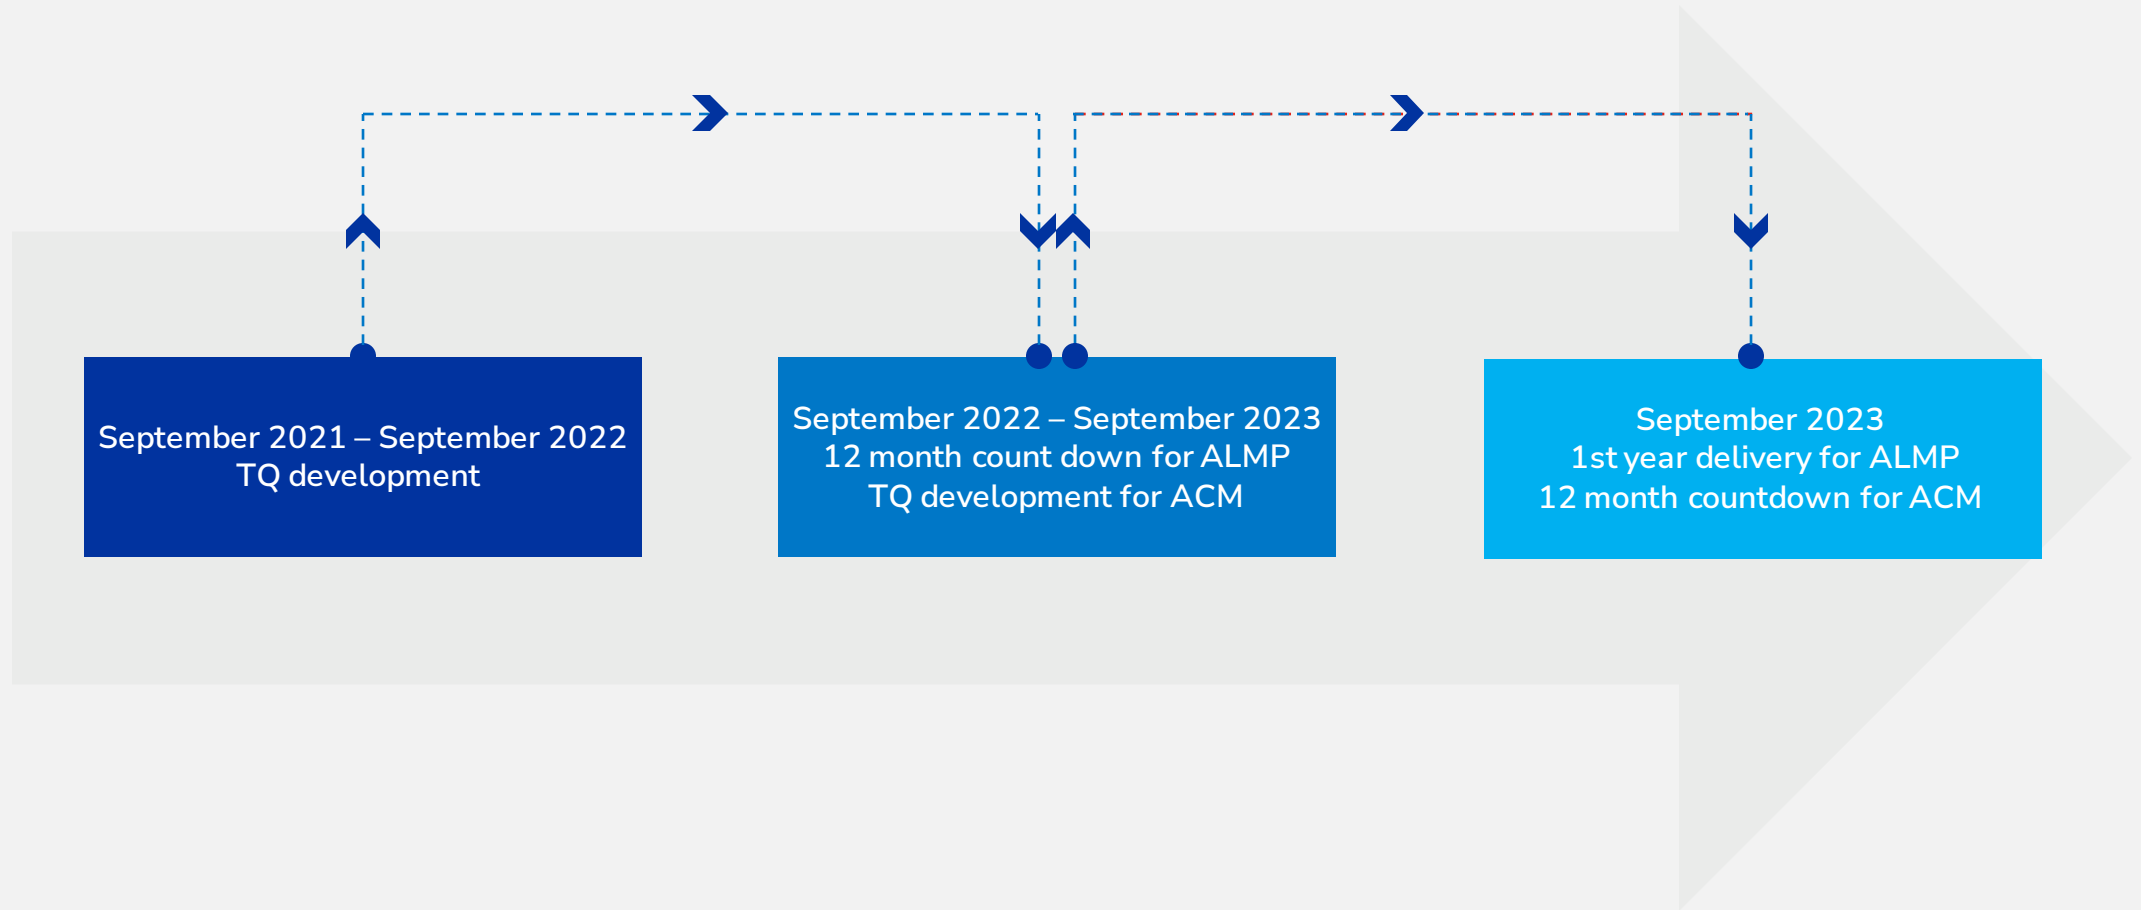 September 2021 – September 2022
TQ development
September 2022 – September 2023
12 month count down for ALMP
TQ development for ACM
September 2023
1st year delivery for ALMP
12 month countdown for ACM